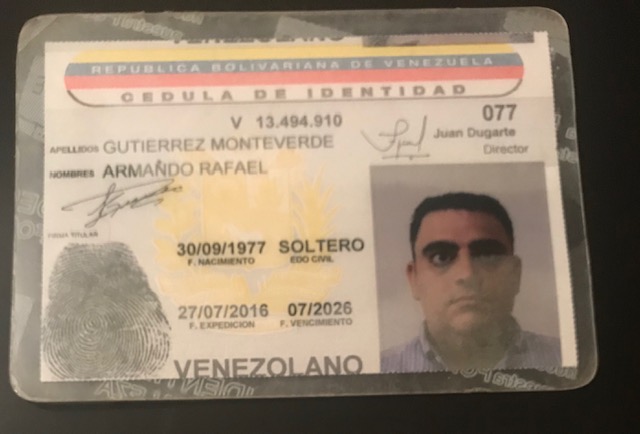 VENEZOLANO
REPUBLICA BOLIVARIANA DE VENEZUELA
CEDULA DE IDENTIDAD
V 13.494.910
077
APELLIDOS GUTIERREZ MONTEVERDE
Juan Dugarte
Director
NOMBRES ARMANDO RAFAEL
FIRMA TITULAR
30/09/1977 SOLTERO
F. NACIMIENTO EDO CIVIL
27/07/2016 07/2026
F. EXPEDICION F. VENCIMIENTO
VENEZOLANO